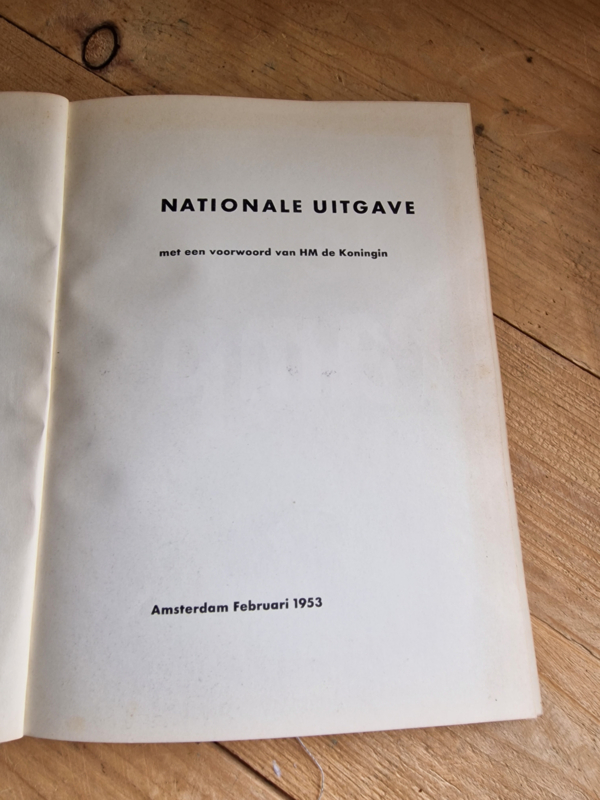 NATIONALE UITGAVE
met een voorwoord van HM de Koningin
Amsterdam Februari 1953